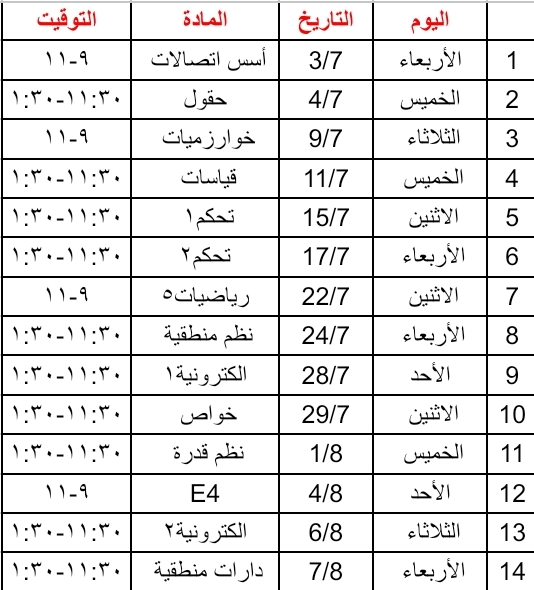 اليوم التاريخ المادة التوقيت
1 الأربعاء 3/7 أسس اتصالات ٩-١١
2 الخميس 4/7 حقول ١١:٣٠-١:٣٠
3 الثلاثاء 9/7 خوارزميات ٩-١١
4 الخميس 11/7 قياسات ١١:٣٠-١:٣٠
5 الاثنين 15/7 تحكم١ ١١:٣٠-١:٣٠
6 الأربعاء 17/7 تحكم٢ ١١:٣٠-١:٣٠
7 الاثنين 22/7 رياضيات٥ ٩-١١
8 الأربعاء 24/7 نظم منطقية ١١:٣٠-١:٣٠
9 الأحد 28/7 الكترونية١ ١١:٣٠-١:٣٠
10 الاثنين 29/7 خواص ١١:٣٠-١:٣٠
11 الخميس 1/8 نظم قدرة ١١:٣٠-١:٣٠
12 الأحد 4/8 E4 ٩-١١
13 الثلاثاء 6/8 الكترونية٢ ١١:٣٠-١:٣٠
14 الأربعاء 7/8 دارات منطقية ١١:٣٠-١:٣٠